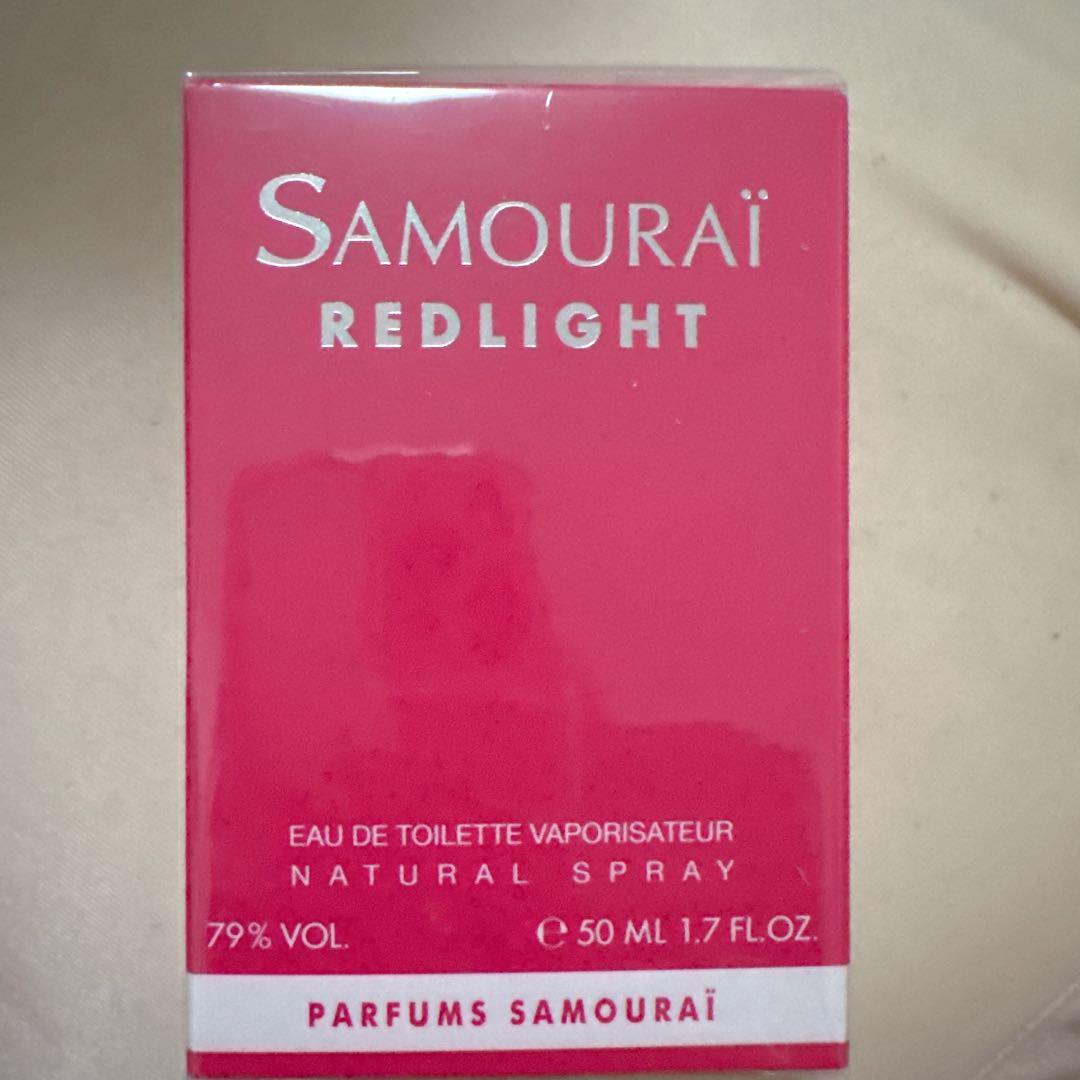 SAMOURAÏ
REDLIGHT
EAU DE TOILETTE VAPORISATEUR
NATURAL SPRAY
79% VOL. ℮ 50 ML 1.7 FL.OZ.
PARFUMS SAMOURAÏ